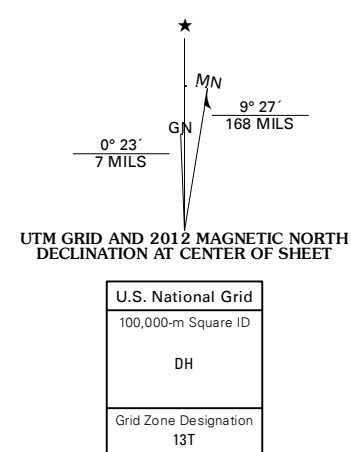 ★
MN
9° 27´
168 MILS
GN
0° 23´
7 MILS
UTM GRID AND 2012 MAGNETIC NORTH
DECLINATION AT CENTER OF SHEET
U.S. National Grid
100,000-m Square ID
DH
Grid Zone Designation
13T